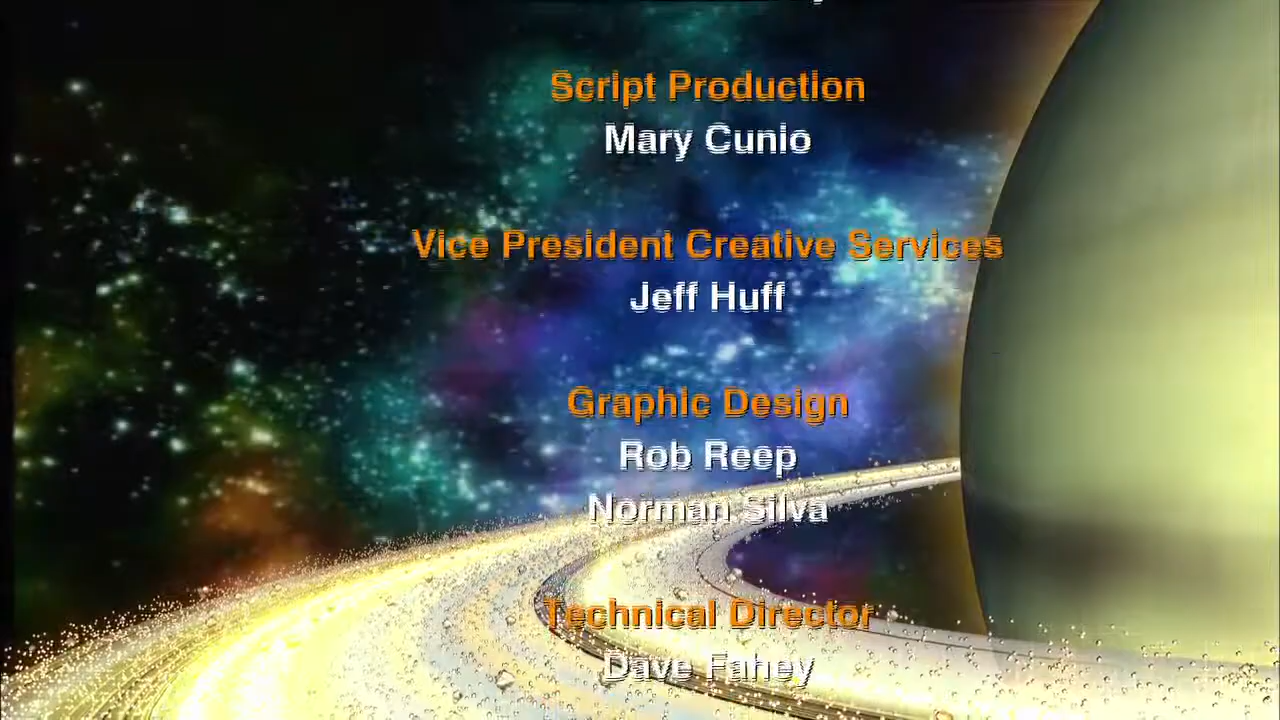 Script Production
Mary Cunio
Vice President Creative Services
Jeff Huff
Graphic Design
Rob Reep
Norman Silva
Technical Director
Dave Fahey